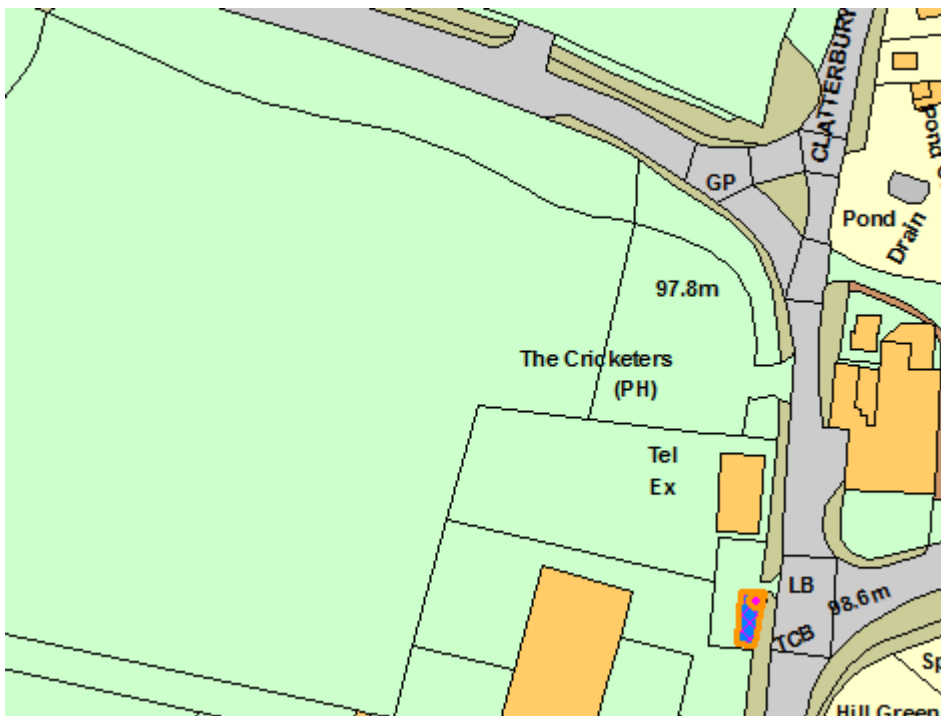 CLATTERBURY
GP
Pond
Drain
97.8m
The Cricketers
(PH)
Tel
Ex
LB
98.6m
TCB
Hill Green